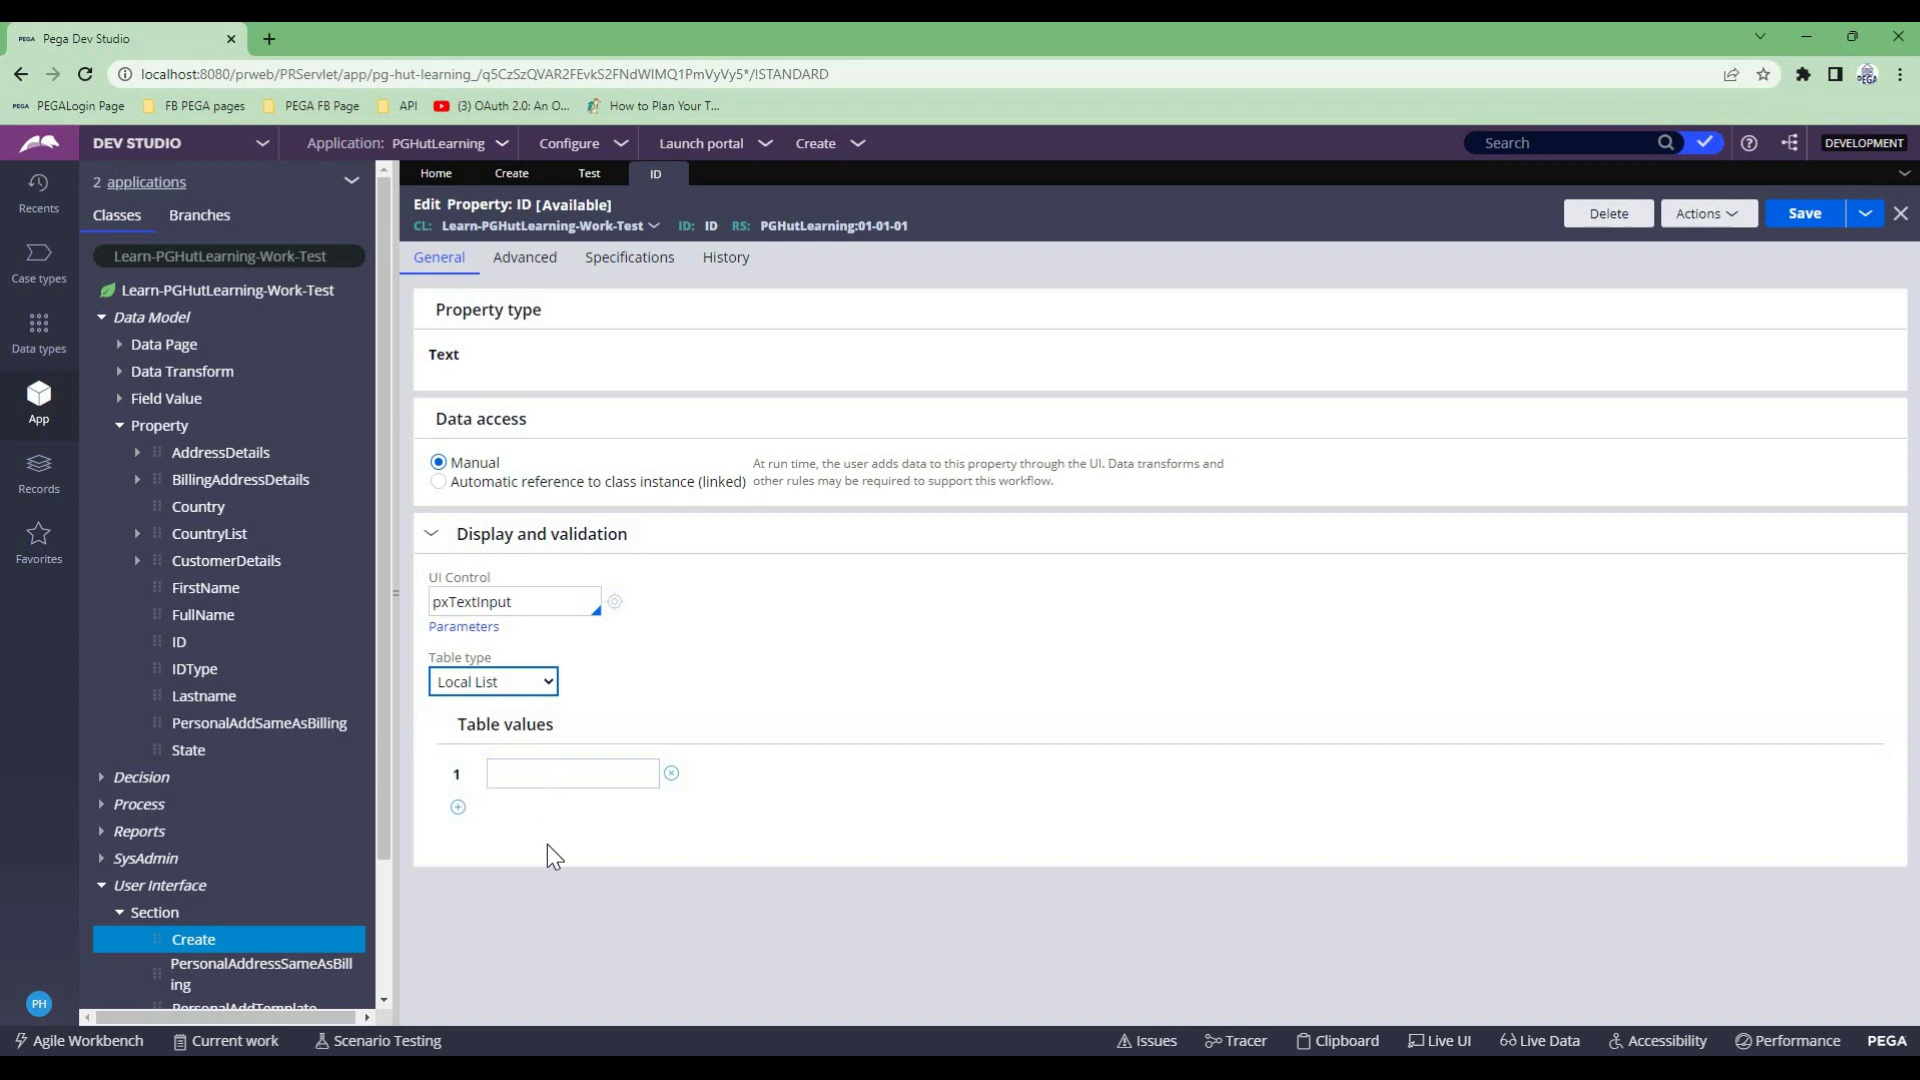 PEGA Pega Dev Studio
localhost:8080/prweb/PRServlet/app/pg-hut-learning_/q5CzSzQVAR2FEvkS2FNdWlMQ1PmVyVy5*/!STANDARD
PEGA PEGALogin Page FB PEGA pages PEGA FB Page API (3) OAuth 2.0: An O... How to Plan Your T...
DEV STUDIO Application: PGHutLearning Configure Launch portal Create Search DEVELOPMENT
Recents
Case types
Data types
App
Records
Favorites
PH
2 applications
Classes Branches
Learn-PGHutLearning-Work-Test
Learn-PGHutLearning-Work-Test
Data Model
Data Page
Data Transform
Field Value
Property
AddressDetails
BillingAddressDetails
Country
CountryList
CustomerDetails
FirstName
FullName
ID
IDType
Lastname
PersonalAddSameAsBilling
State
Decision
Process
Reports
SysAdmin
User Interface
Section
Create
PersonalAddressSameAsBill
ing
PersonalAddTemplate
Home Create Test ID
Edit Property: ID [Available]
CL: Learn-PGHutLearning-Work-Test ID: ID RS: PGHutLearning:01-01-01
Delete Actions Save
General Advanced Specifications History
Property type
Text
Data access
Manual
Automatic reference to class instance (linked)
At run time, the user adds data to this property through the UI. Data transforms and
other rules may be required to support this workflow.
Display and validation
UI Control
pxTextInput
Parameters
Table type
Local List
Table values
1
Agile Workbench Current work Scenario Testing Issues Tracer Clipboard Live UI Live Data Accessibility Performance PEGA